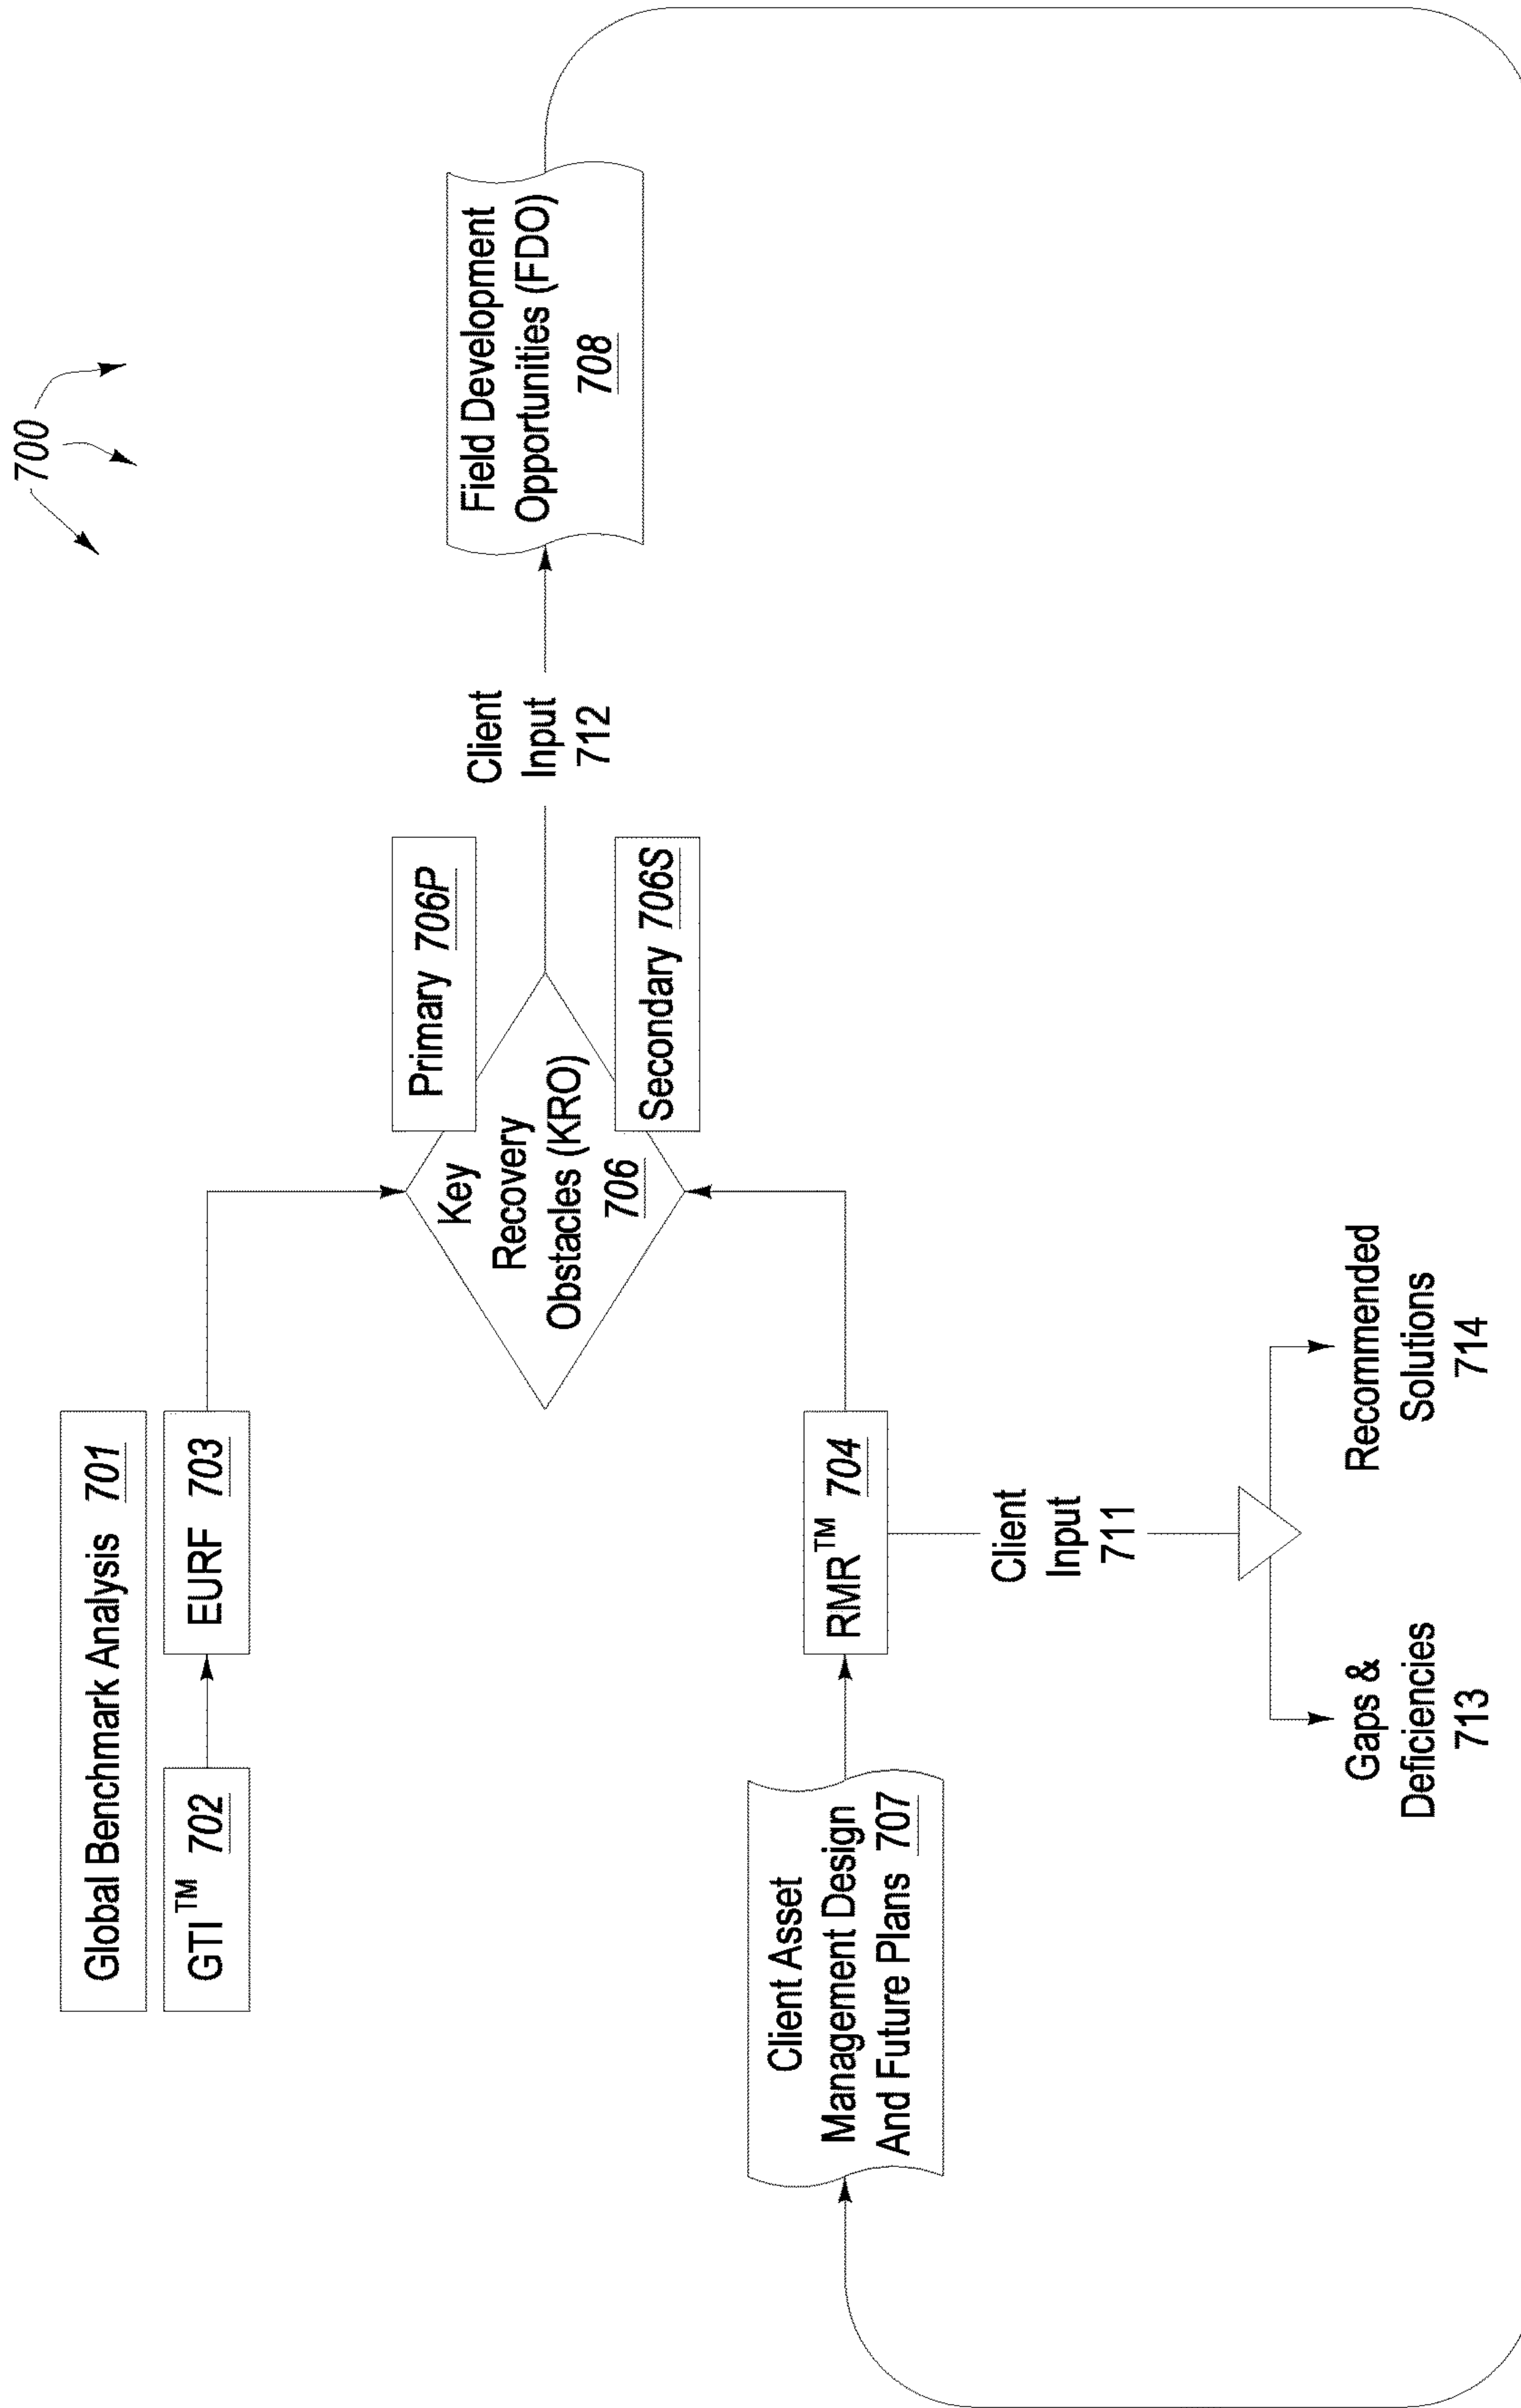 700
Global Benchmark Analysis 701
GTI™ 702
EURF 703
Key
Recovery
Obstacles (KRO)
706
Primary 706P
Secondary 706S
Client
Input
712
Field Development
Opportunities (FDO)
708
Client Asset
Management Design
And Future Plans 707
RMR™ 704
Client
Input
711
Gaps &
Deficiencies
713
Recommended
Solutions
714